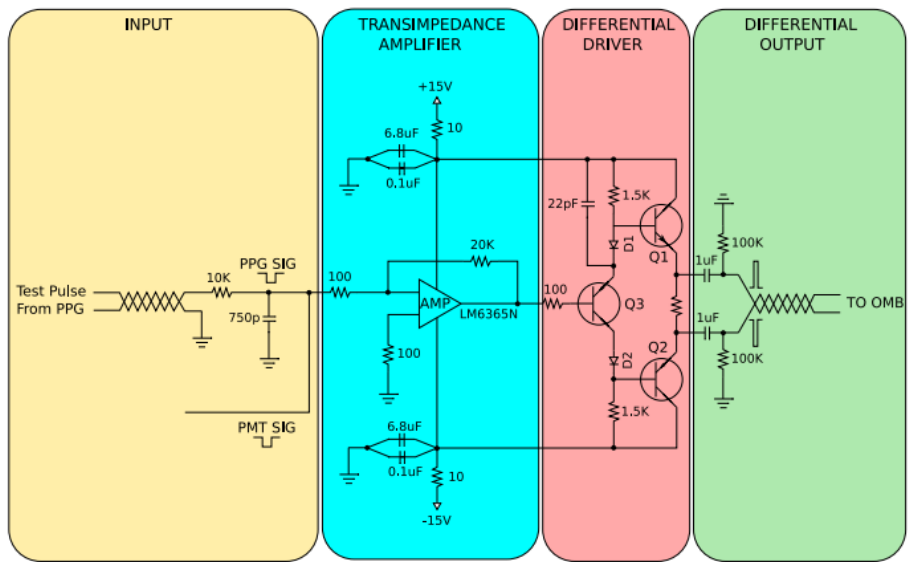 INPUT
TRANSIMPEDANCE
AMPLIFIER
DIFFERENTIAL
DRIVER
DIFFERENTIAL
OUTPUT
+15V
10
6.8uF
0.1uF
22pF
1.5K
D1
Q1
100K
1uF
PPG SIG
10K
100
20K
Test Pulse
From PPG
750p
AMP
LM6365N
100
Q3
TO OMB
1uF
100
D2
Q2
100K
1.5K
PMT SIG
6.8uF
0.1uF
10
-15V